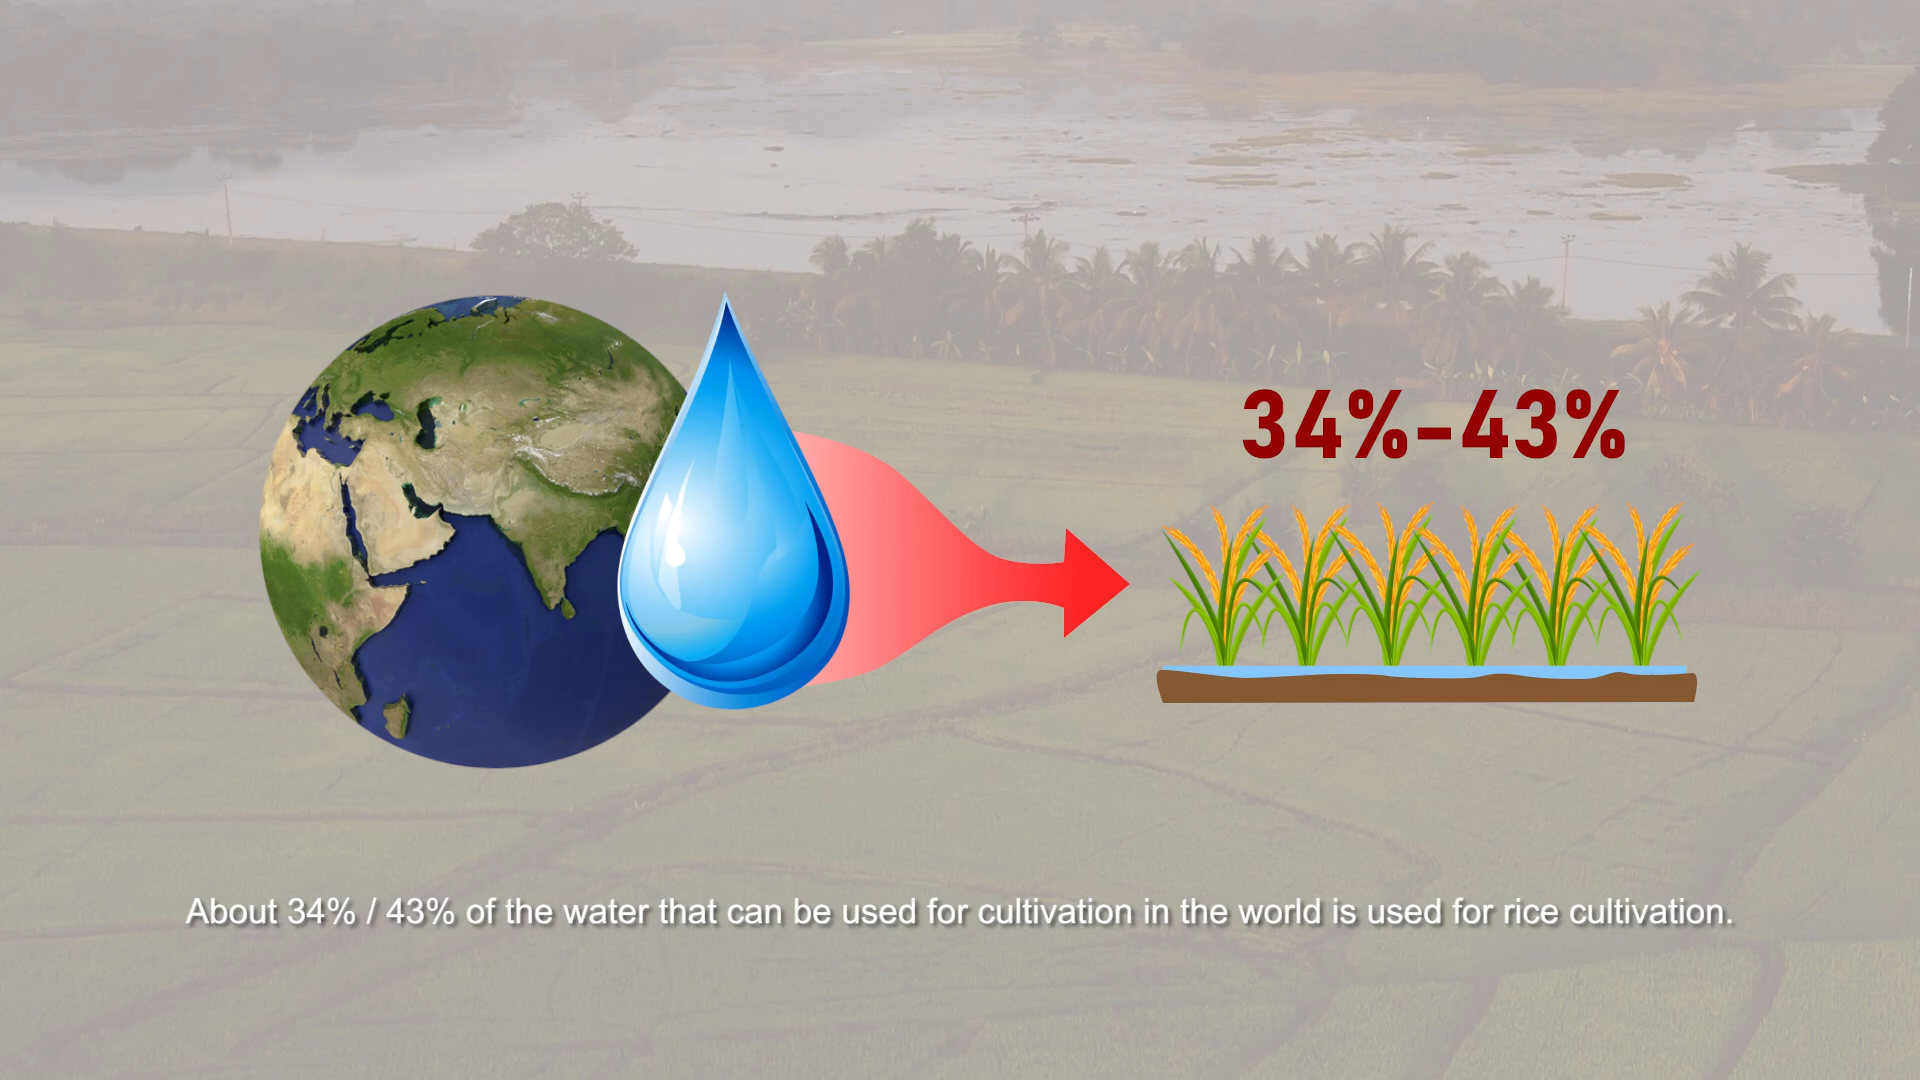 34%-43%
About 34% / 43% of the water that can be used for cultivation in the world is used for rice cultivation.